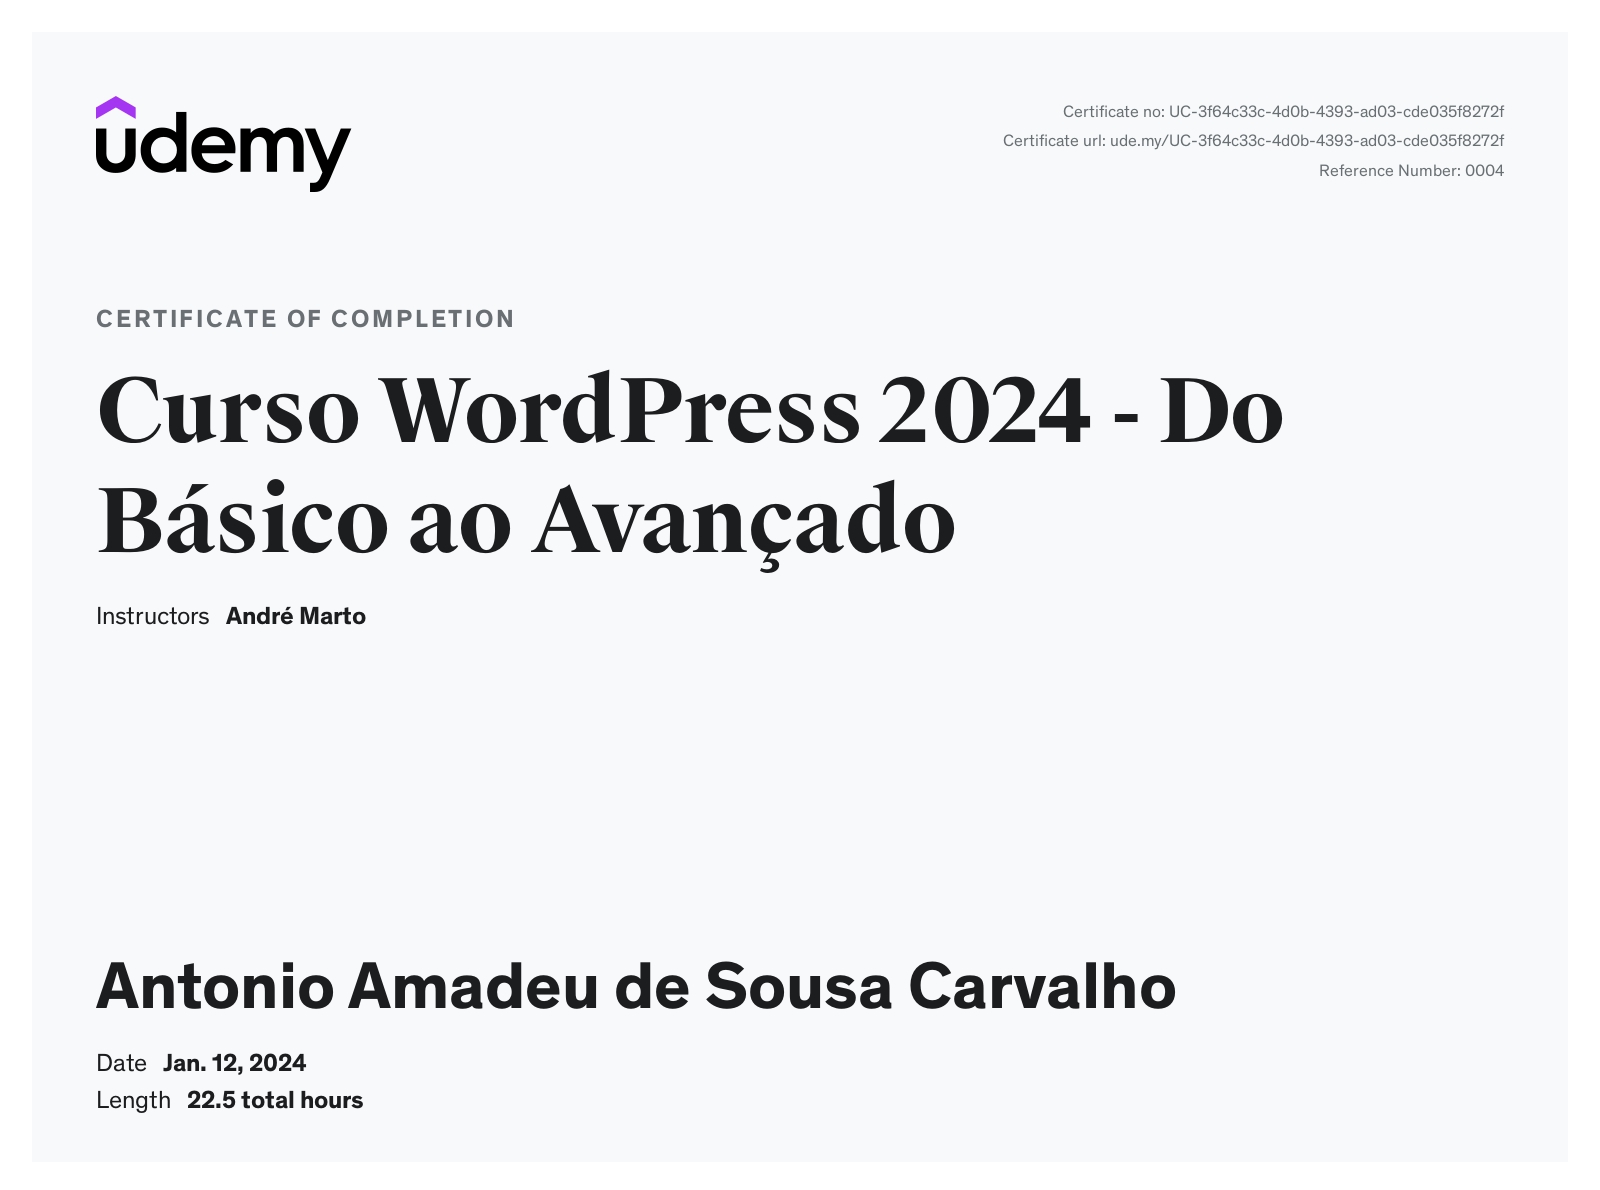 udemy
Certificate no: UC-3f64c33c-4d0b-4393-ad03-cde035f8272f
Certificate url: ude.my/UC-3f64c33c-4d0b-4393-ad03-cde035f8272f
Reference Number: 0004
CERTIFICATE OF COMPLETION
Curso WordPress 2024 - Do
Básico ao Avançado
Instructors André Marto
Antonio Amadeu de Sousa Carvalho
Date Jan. 12, 2024
Length 22.5 total hours